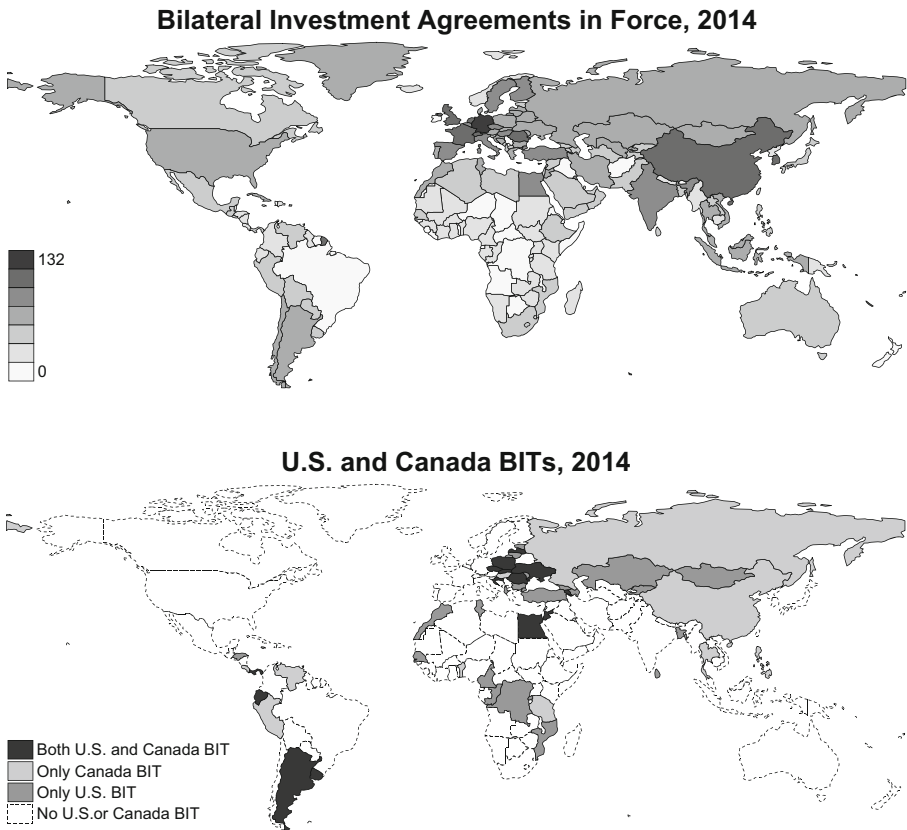 Bilateral Investment Agreements in Force, 2014
132
0
U.S. and Canada BITs, 2014
Both U.S. and Canada BIT
Only Canada BIT
Only U.S. BIT
No U.S.or Canada BIT